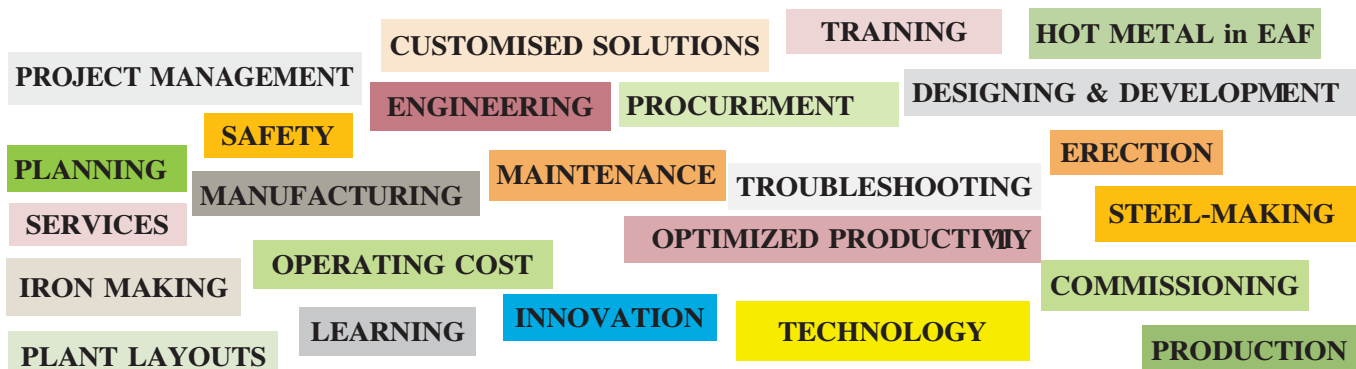 CUSTOMISED SOLUTIONS
TRAINING
HOT METAL in EAF
PROJECT MANAGEMENT
ENGINEERING
PROCUREMENT
DESIGNING & DEVELOPMENT
SAFETY
ERECTION
PLANNING
MANUFACTURING
MAINTENANCE
TROUBLESHOOTING
SERVICES
STEEL-MAKING
OPTIMIZED PRODUCTIVITY
OPERATING COST
IRON MAKING
COMMISSIONING
LEARNING
INNOVATION
TECHNOLOGY
PLANT LAYOUTS
PRODUCTION